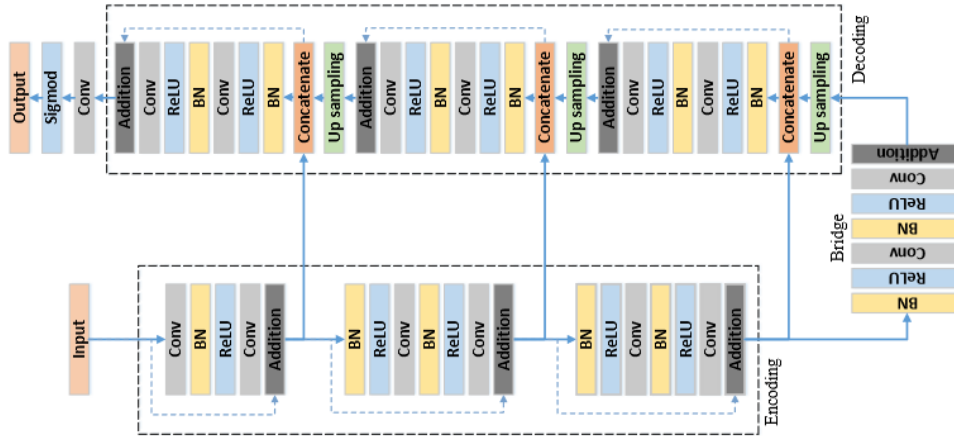 Output
Sigmod
Conv
Addition
Conv
ReLU
BN
Conv
ReLU
BN
Concatenate
Up sampling
Addition
Conv
ReLU
BN
Conv
ReLU
BN
Concatenate
Up sampling
Addition
Conv
ReLU
BN
Conv
ReLU
BN
Concatenate
Up sampling
Decoding
Addition
Conv
ReLU
BN
Conv
ReLU
BN
Bridge
Input
Conv
BN
ReLU
Conv
Addition
BN
ReLU
Conv
BN
ReLU
Conv
Addition
BN
ReLU
Conv
BN
ReLU
Conv
Addition
Encoding